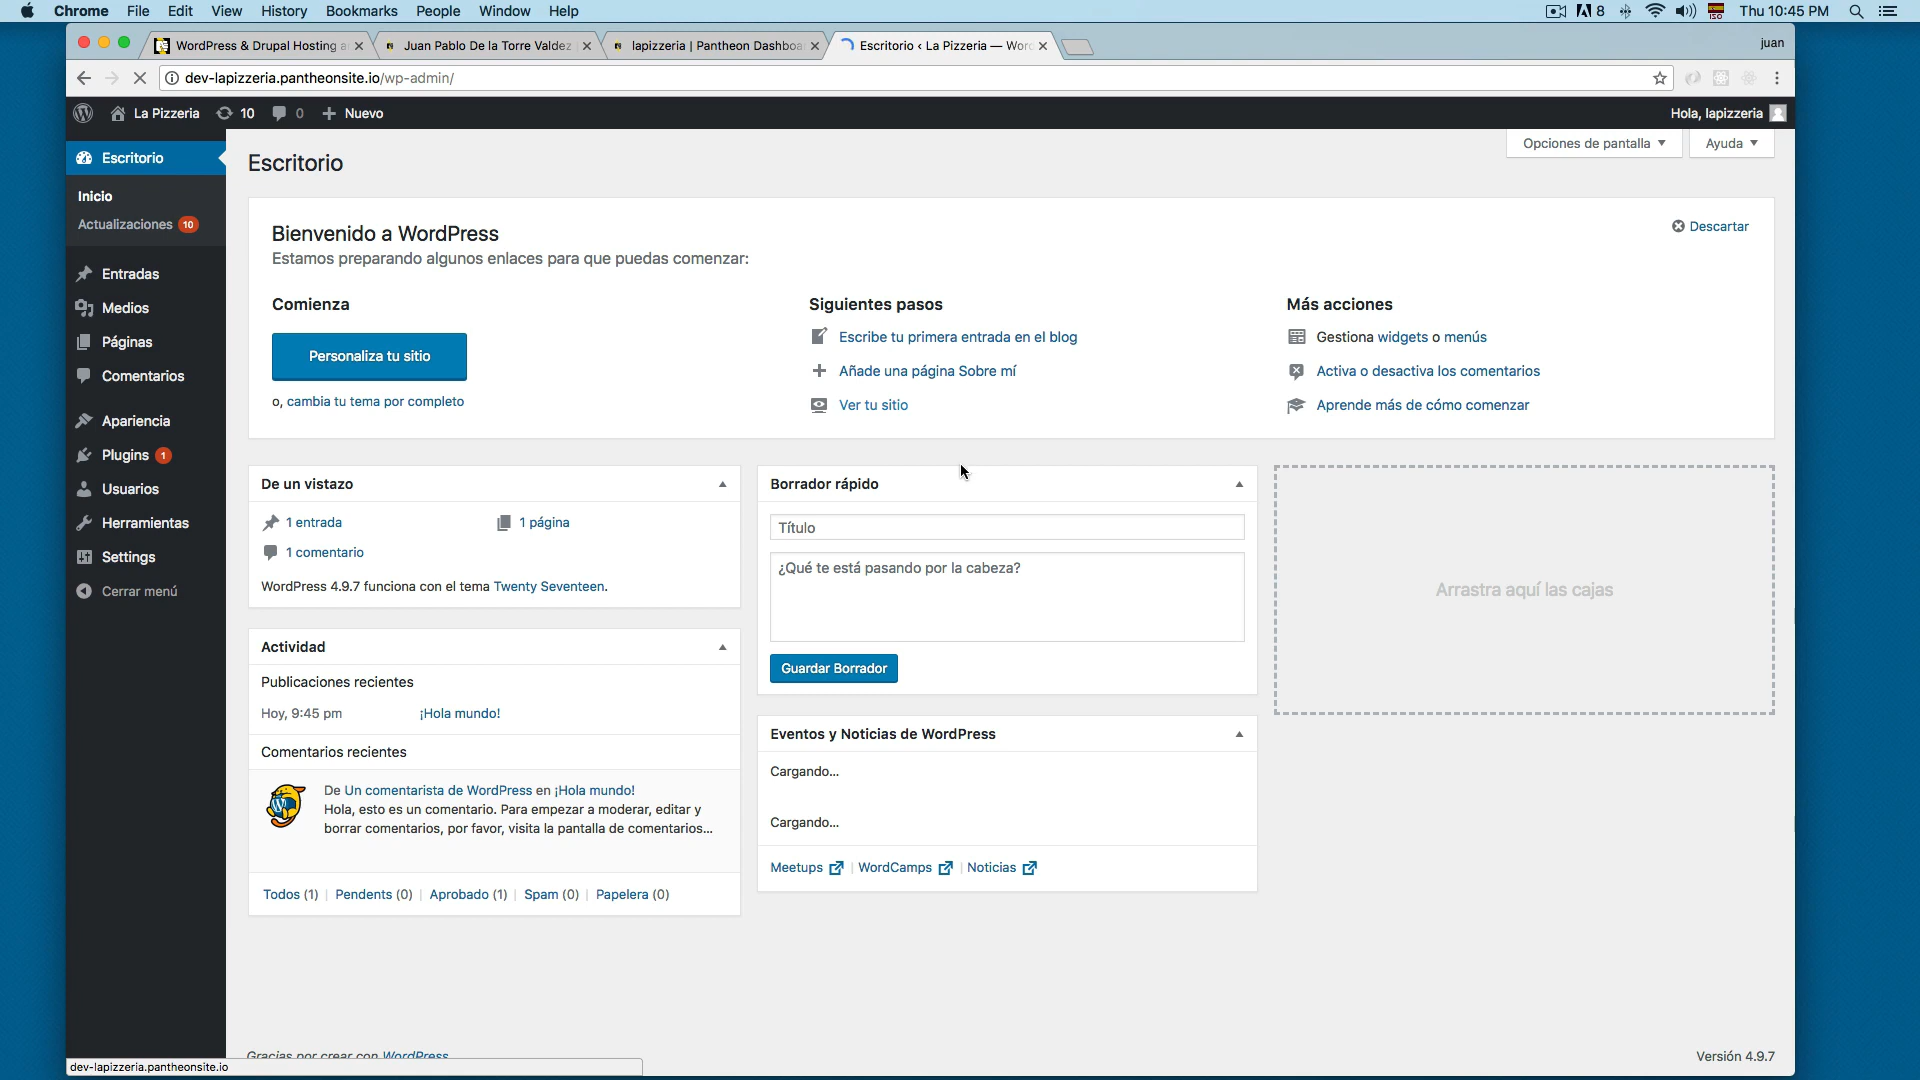 Chrome File Edit View History Bookmarks People Window Help
8 ISO Thu 10:45 PM
WordPress & Drupal Hosting a
Juan Pablo De la Torre Valdez
lapizzeria | Pantheon Dashboa
Escritorio ‹ La Pizzeria — Word
juan
dev-lapizzeria.pantheonsite.io/wp-admin/
La Pizzeria 10 0 Nuevo
Hola, lapizzeria
Escritorio
Inicio
Actualizaciones 10
Entradas
Medios
Páginas
Comentarios
Apariencia
Plugins 1
Usuarios
Herramientas
Settings
Cerrar menú
Opciones de pantalla
Ayuda
Escritorio
Descartar
Bienvenido a WordPress
Estamos preparando algunos enlaces para que puedas comenzar:
Comienza
Personaliza tu sitio
o, cambia tu tema por completo
Siguientes pasos
Escribe tu primera entrada en el blog
Añade una página Sobre mí
Ver tu sitio
Más acciones
Gestiona widgets o menús
Activa o desactiva los comentarios
Aprende más de cómo comenzar
De un vistazo
1 entrada
1 página
1 comentario
WordPress 4.9.7 funciona con el tema Twenty Seventeen.
Actividad
Publicaciones recientes
Hoy, 9:45 pm ¡Hola mundo!
Comentarios recientes
De Un comentarista de WordPress en ¡Hola mundo!
Hola, esto es un comentario. Para empezar a moderar, editar y
borrar comentarios, por favor, visita la pantalla de comentarios...
Todos (1) | Pendents (0) | Aprobado (1) | Spam (0) | Papelera (0)
Borrador rápido
Título
¿Qué te está pasando por la cabeza?
Guardar Borrador
Eventos y Noticias de WordPress
Cargando...
Cargando...
Meetups | WordCamps | Noticias
Arrastra aquí las cajas
Gracias por crear con WordPress
Versión 4.9.7
dev-lapizzeria.pantheonsite.io